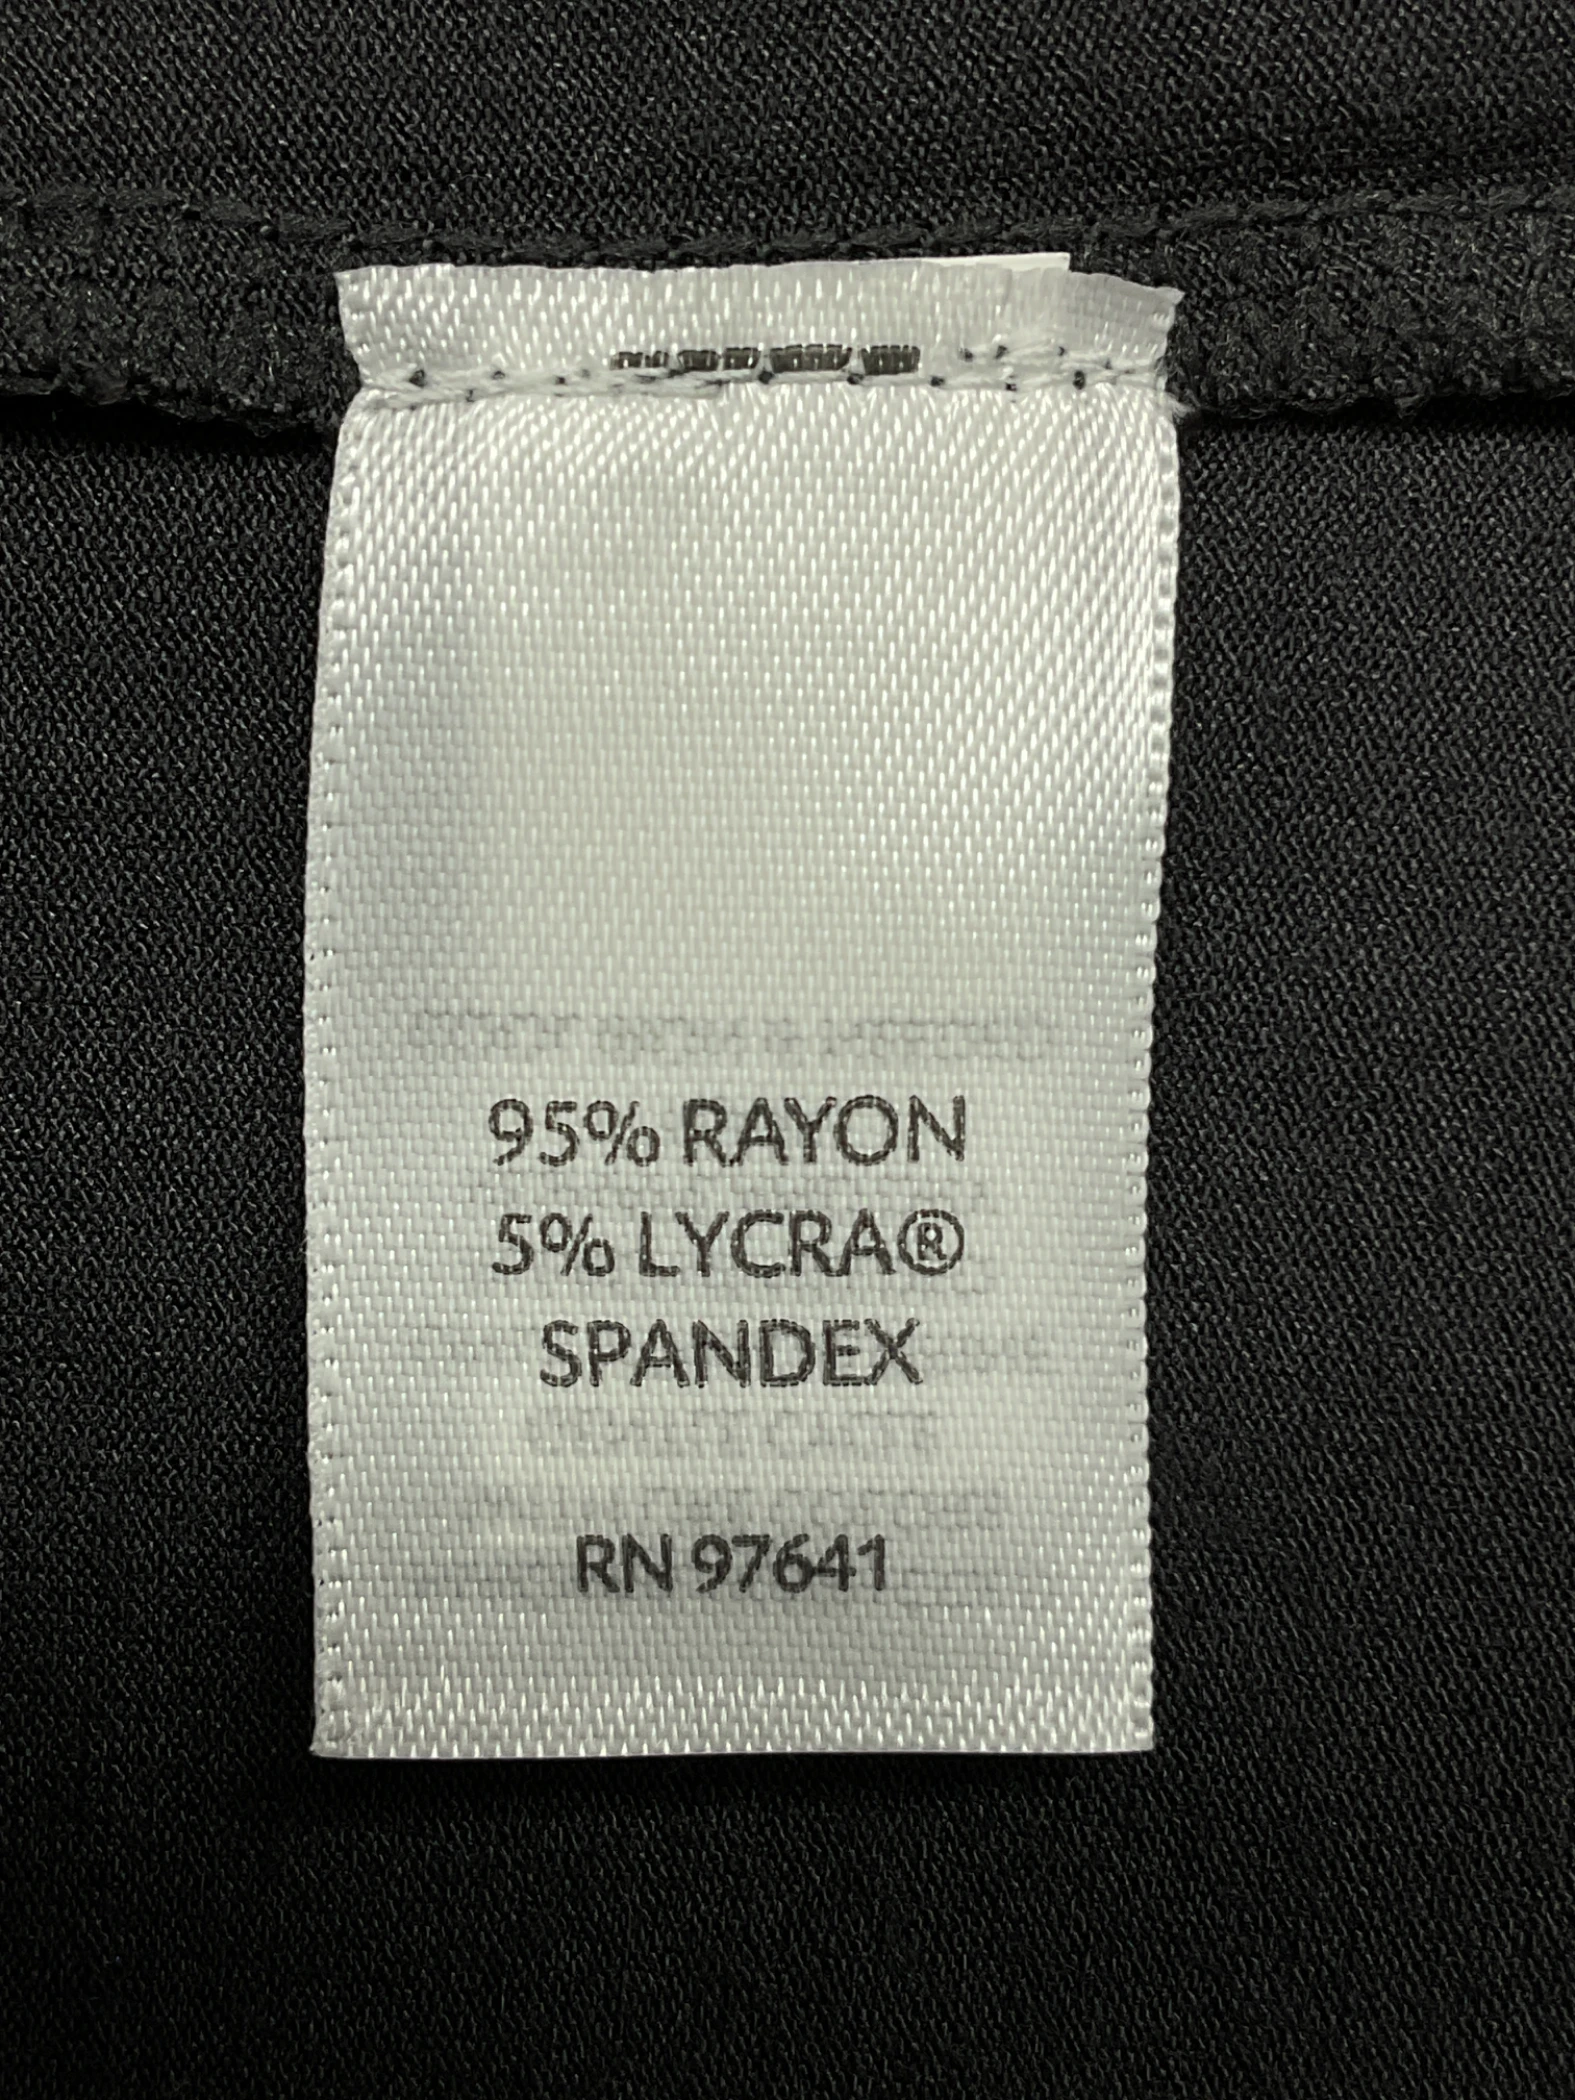 95% RAYON
5% LYCRA®
SPANDEX
RN 97641